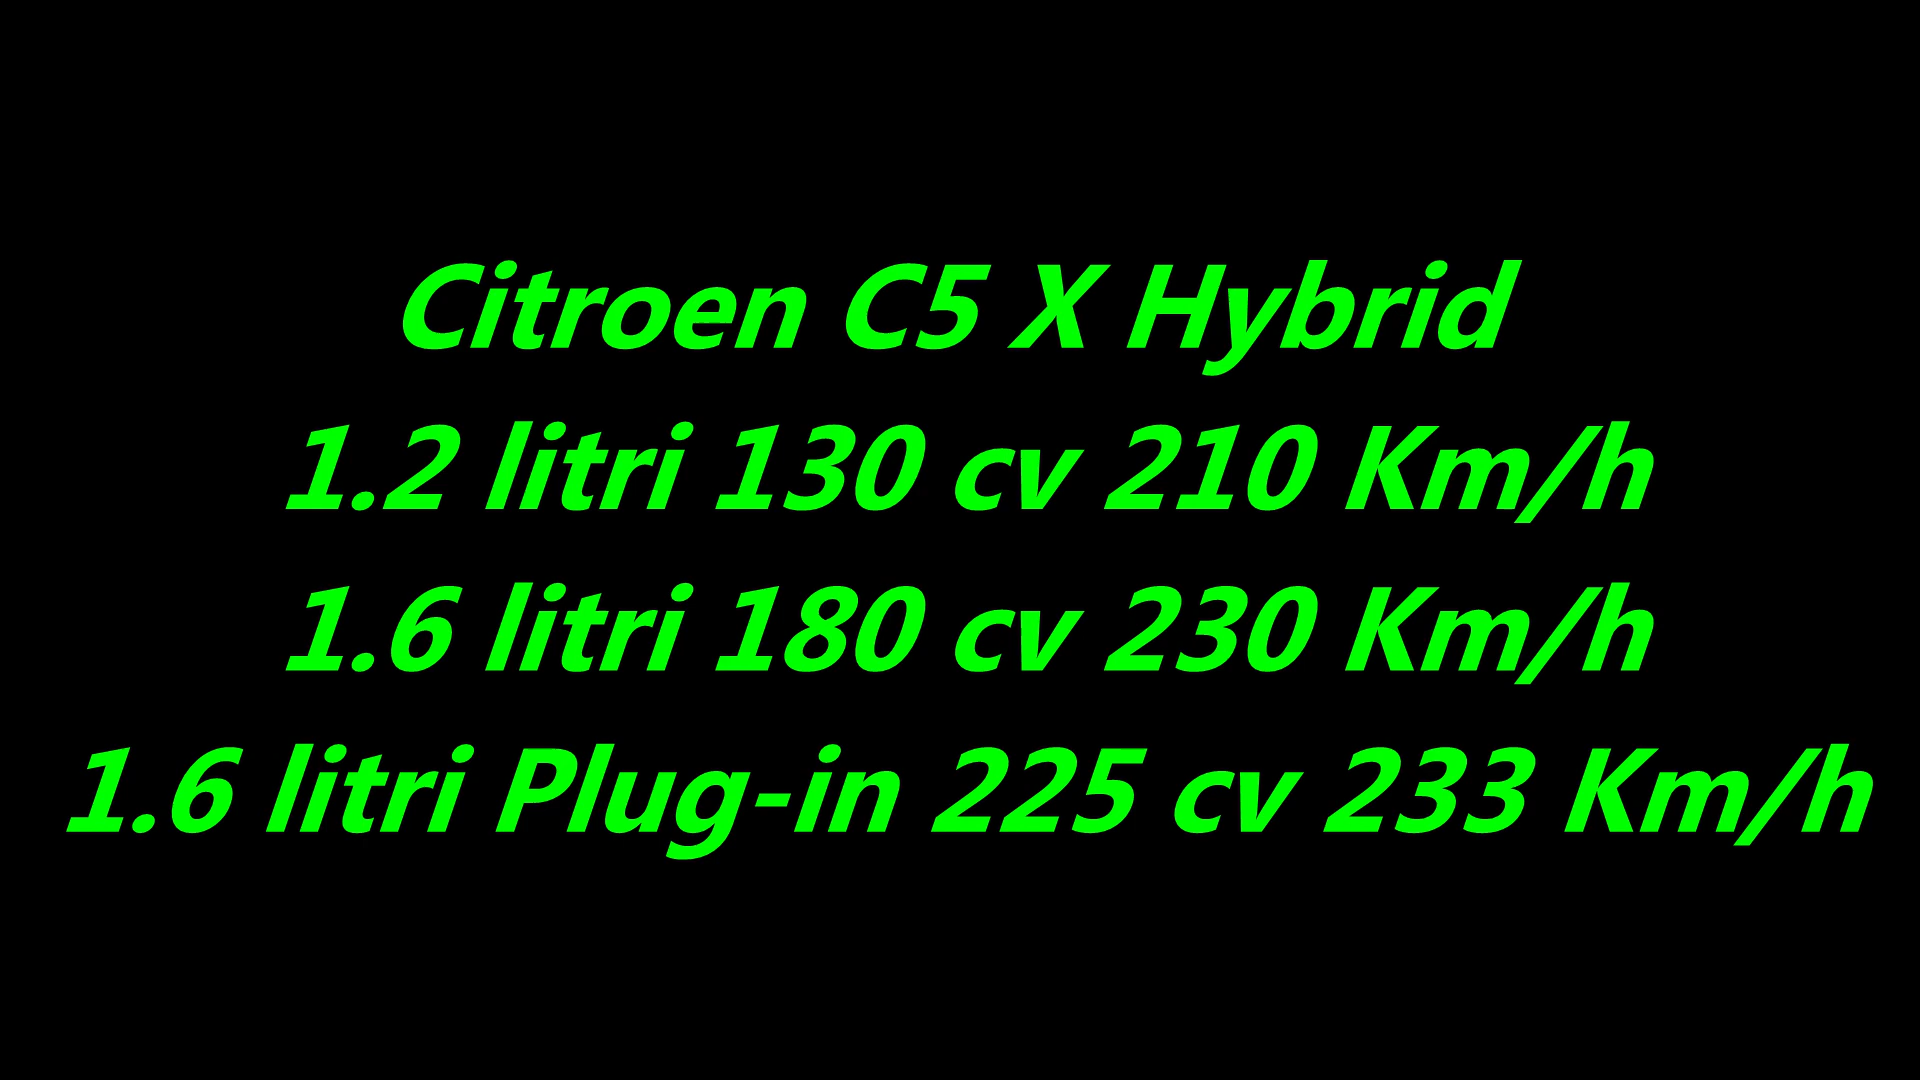 Citroen C5 X Hybrid
1.2 litri 130 cv 210 Km/h
1.6 litri 180 cv 230 Km/h
1.6 litri Plug-in 225 cv 233 Km/h